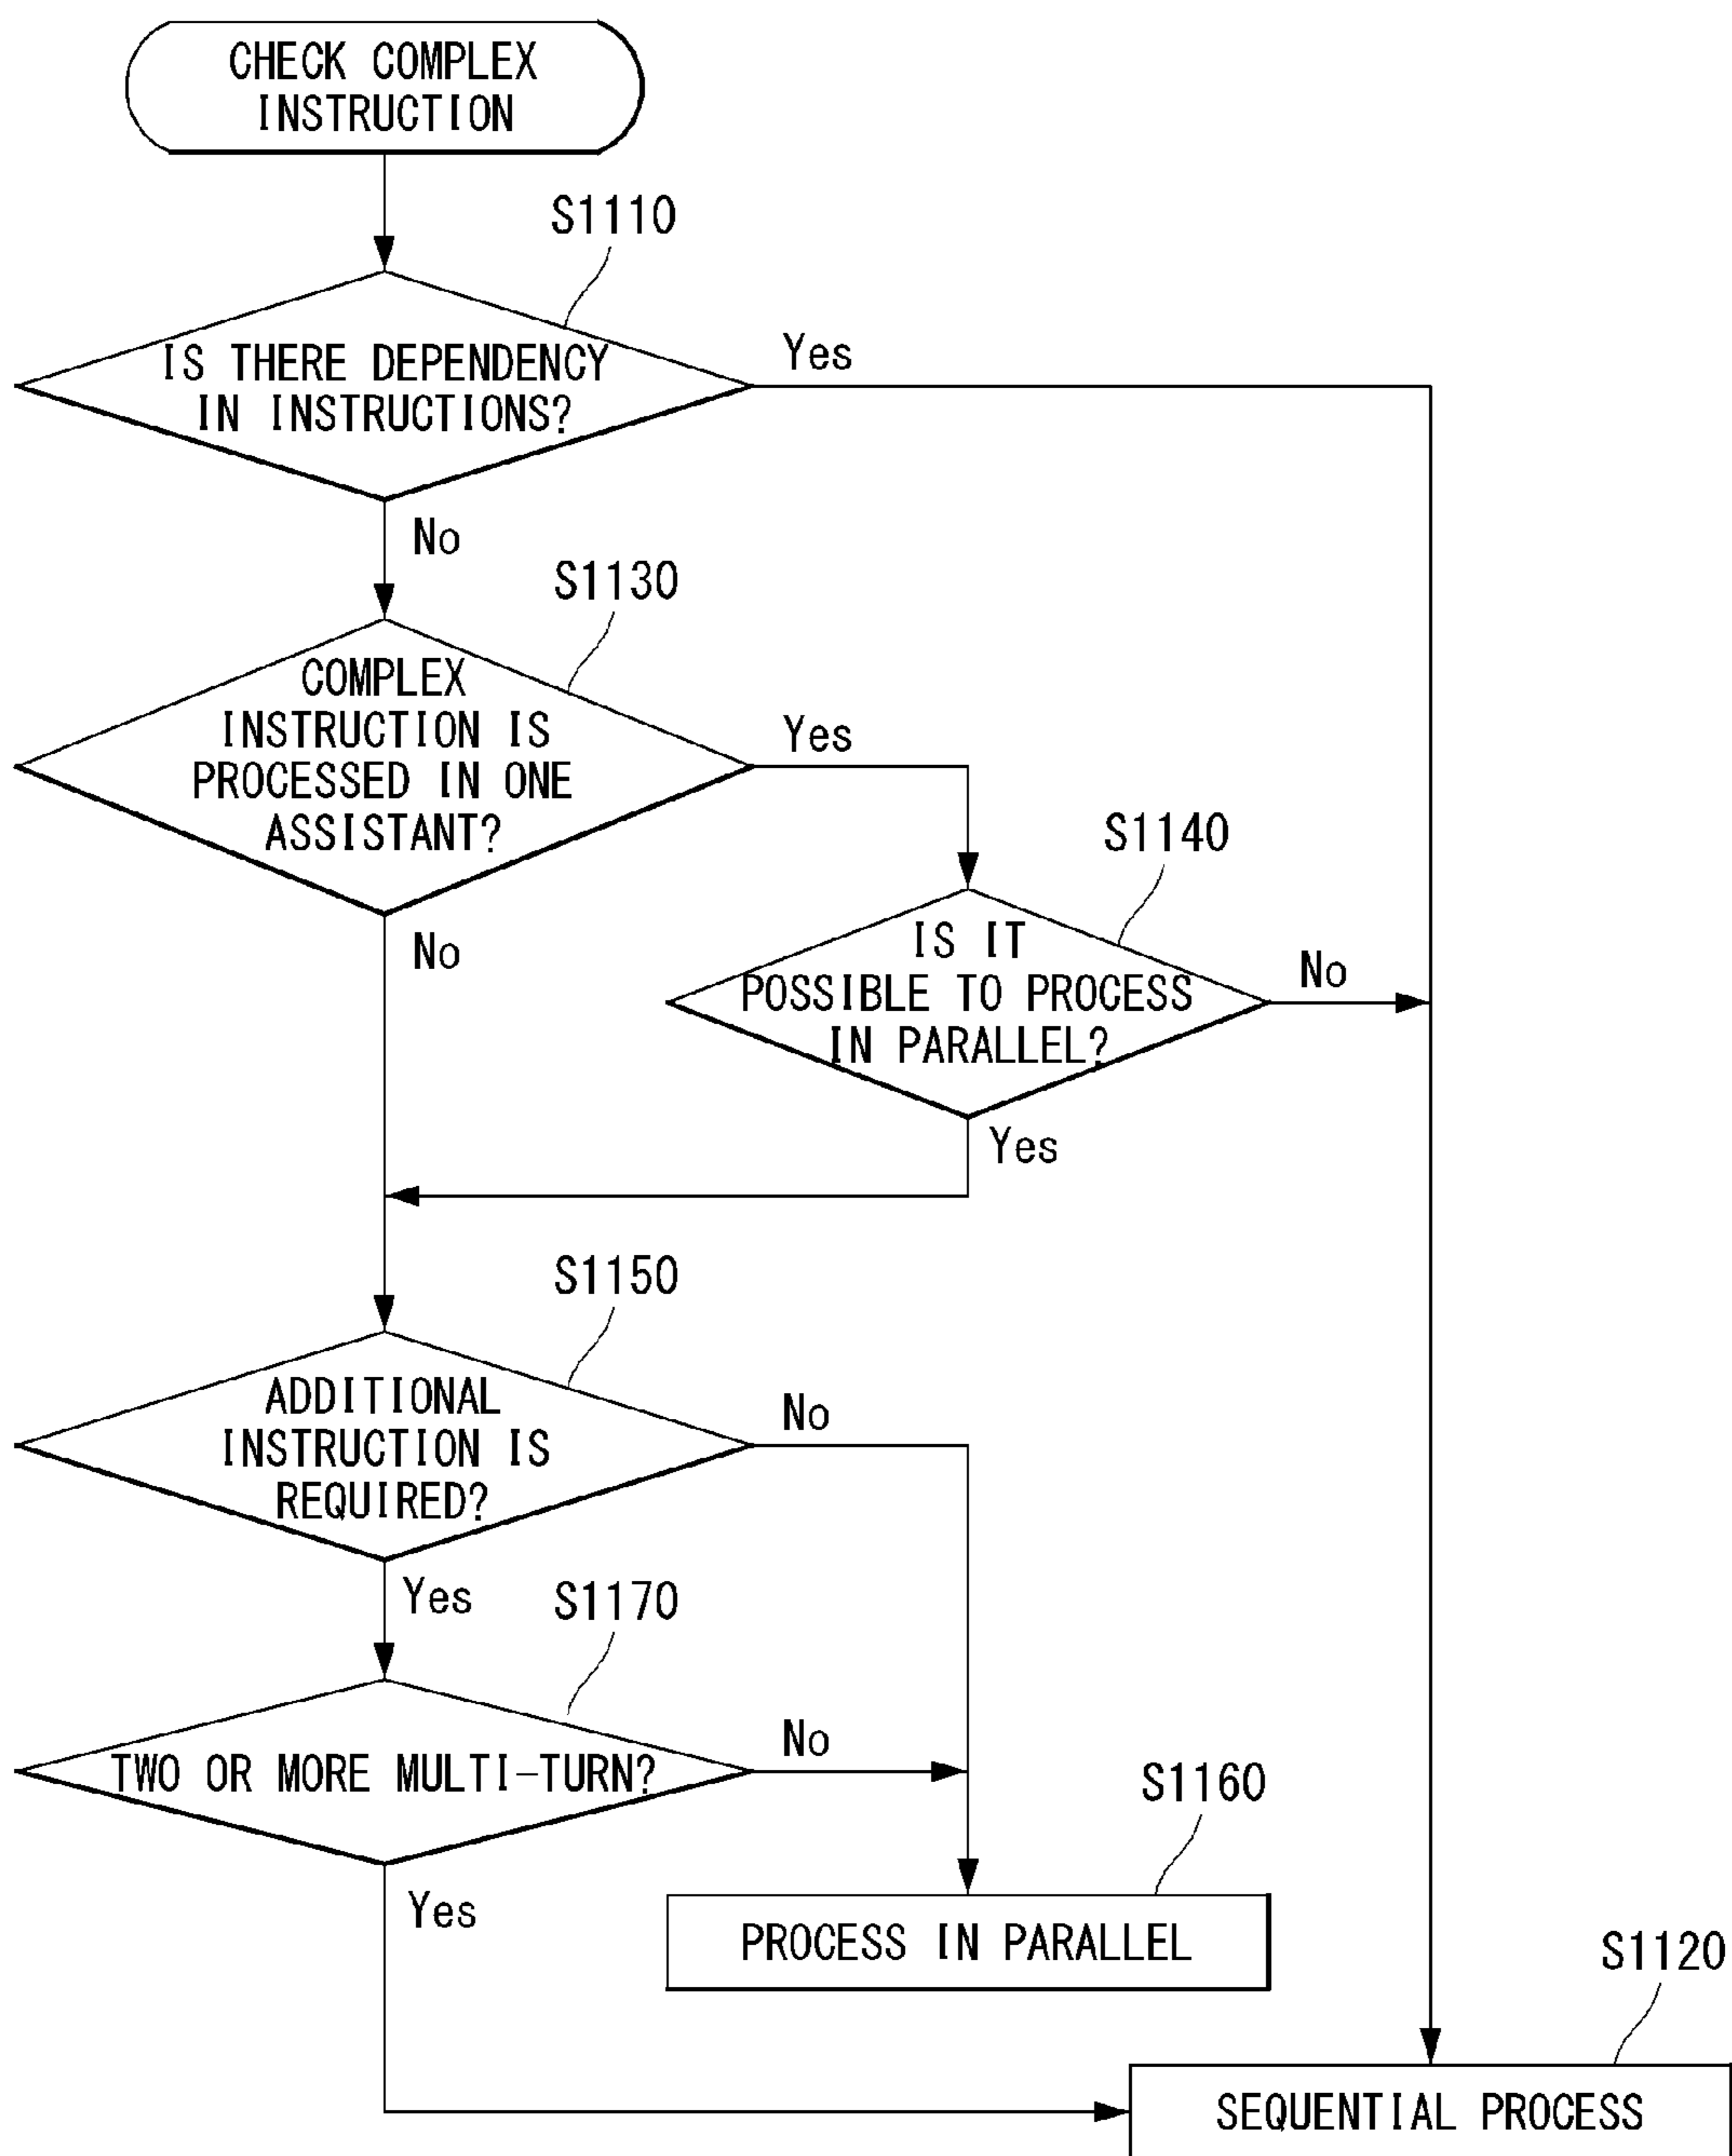 CHECK COMPLEX
INSTRUCTION
S1110
IS THERE DEPENDENCY
IN INSTRUCTIONS?
Yes
No
S1130
COMPLEX
INSTRUCTION IS
PROCESSED IN ONE
ASSISTANT?
Yes
No
S1140
IS IT
POSSIBLE TO PROCESS
IN PARALLEL?
No
Yes
S1150
ADDITIONAL
INSTRUCTION IS
REQUIRED?
No
Yes
S1170
TWO OR MORE MULTI-TURN?
No
Yes
S1160
PROCESS IN PARALLEL
S1120
SEQUENTIAL PROCESS